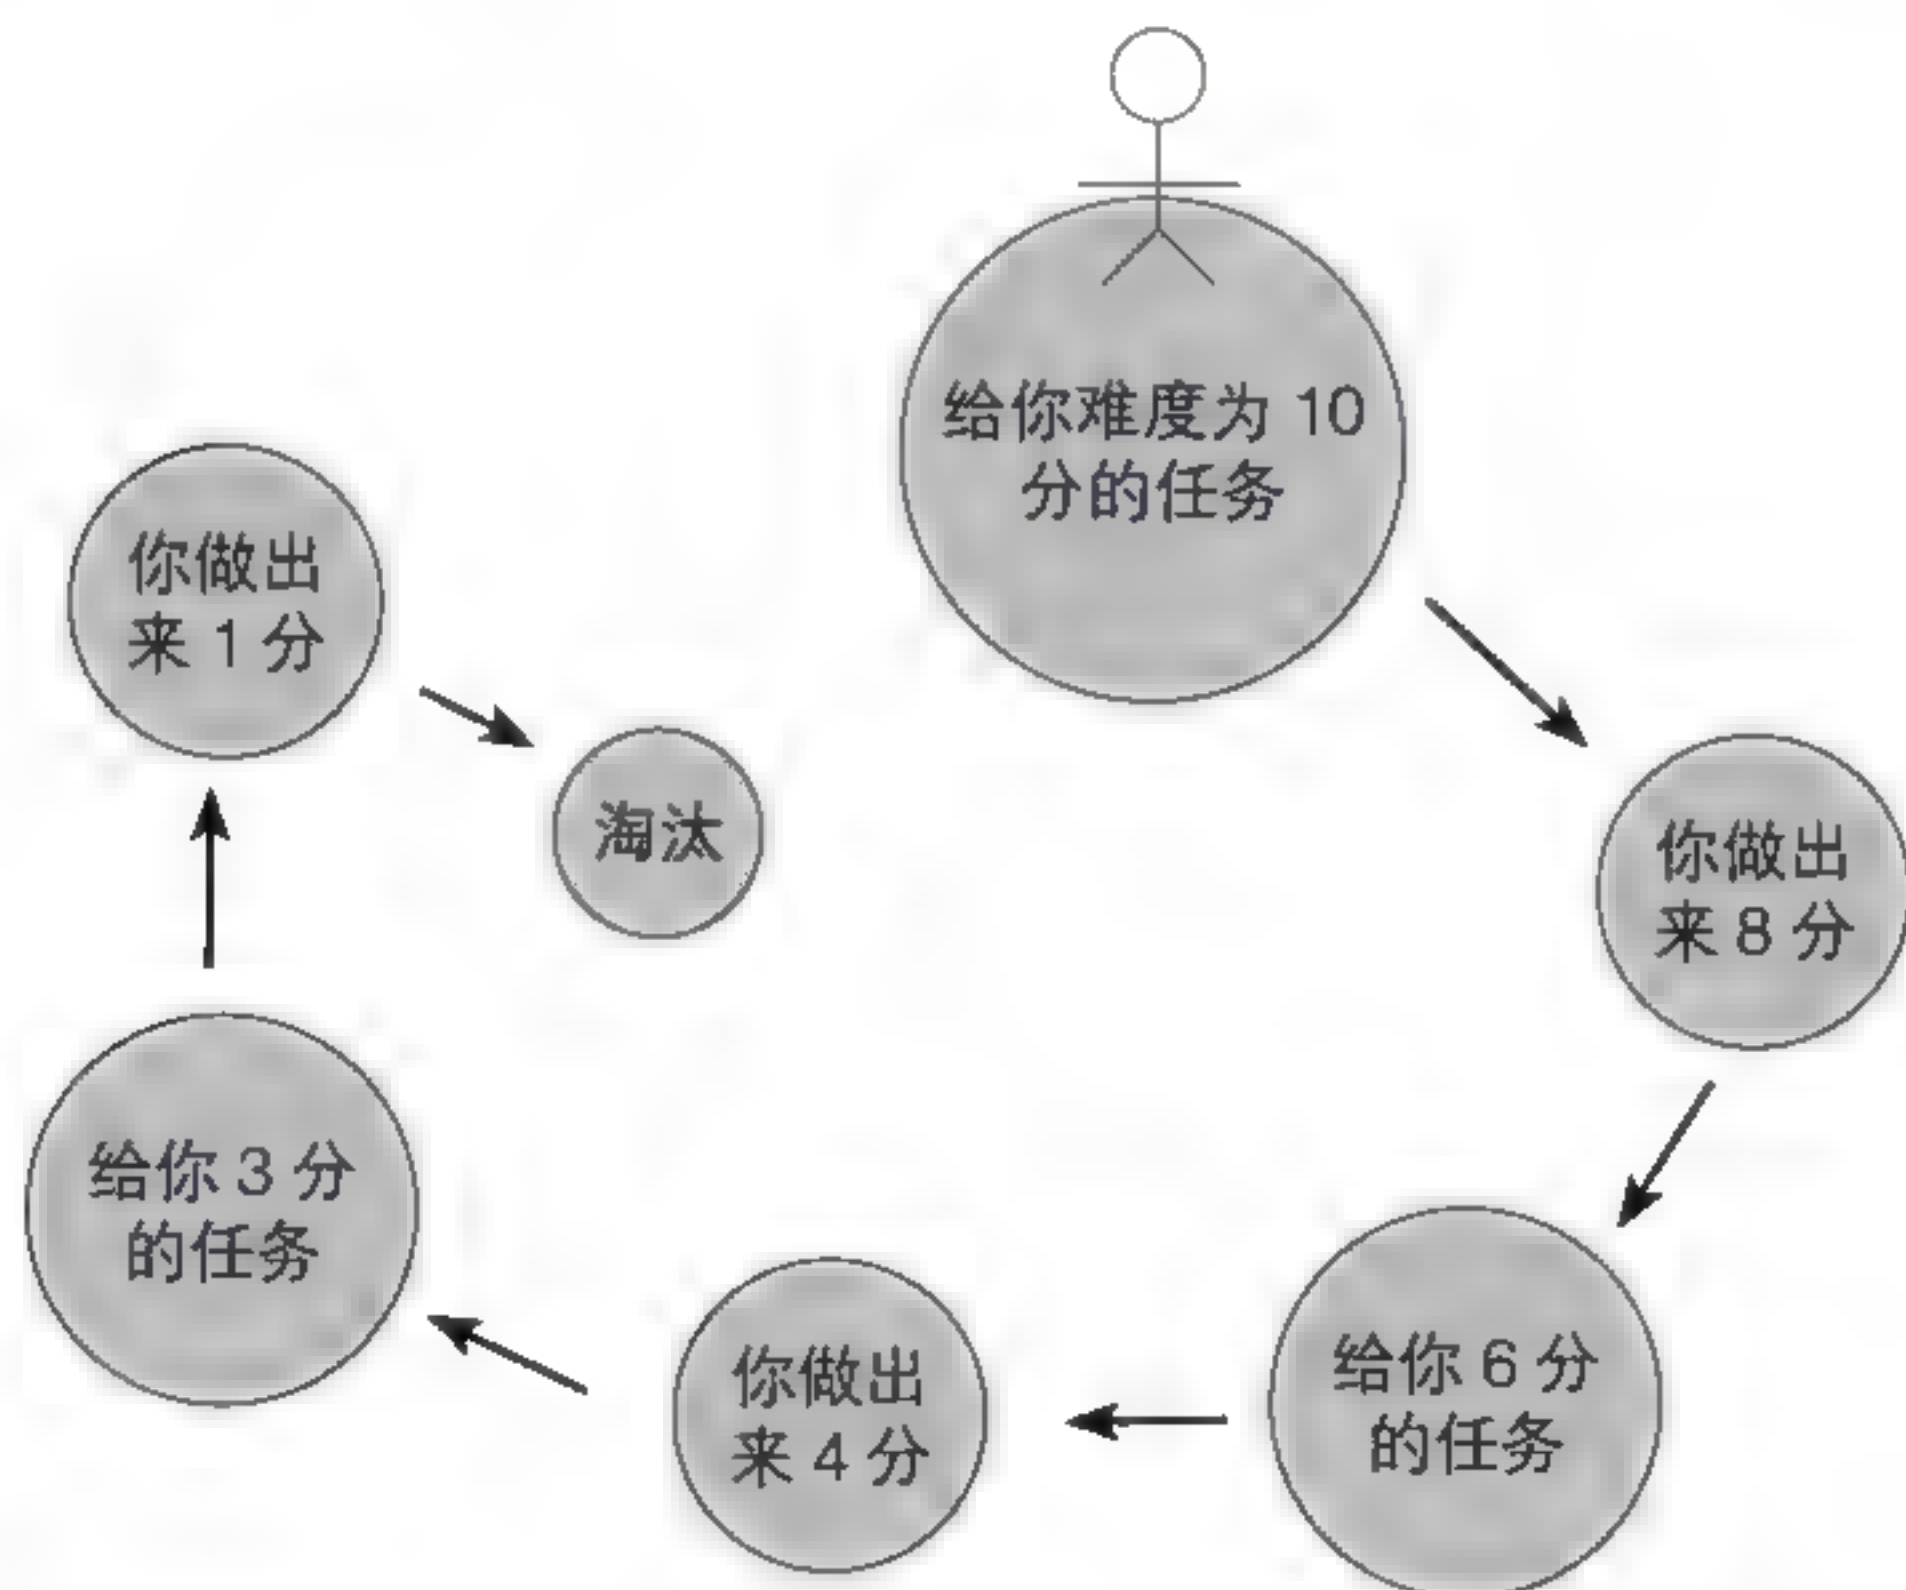 给你难度为 10
分的任务
你做出
来 8 分
给你 6 分
的任务
你做出
来 4 分
给你 3 分
的任务
你做出
来 1 分
淘汰